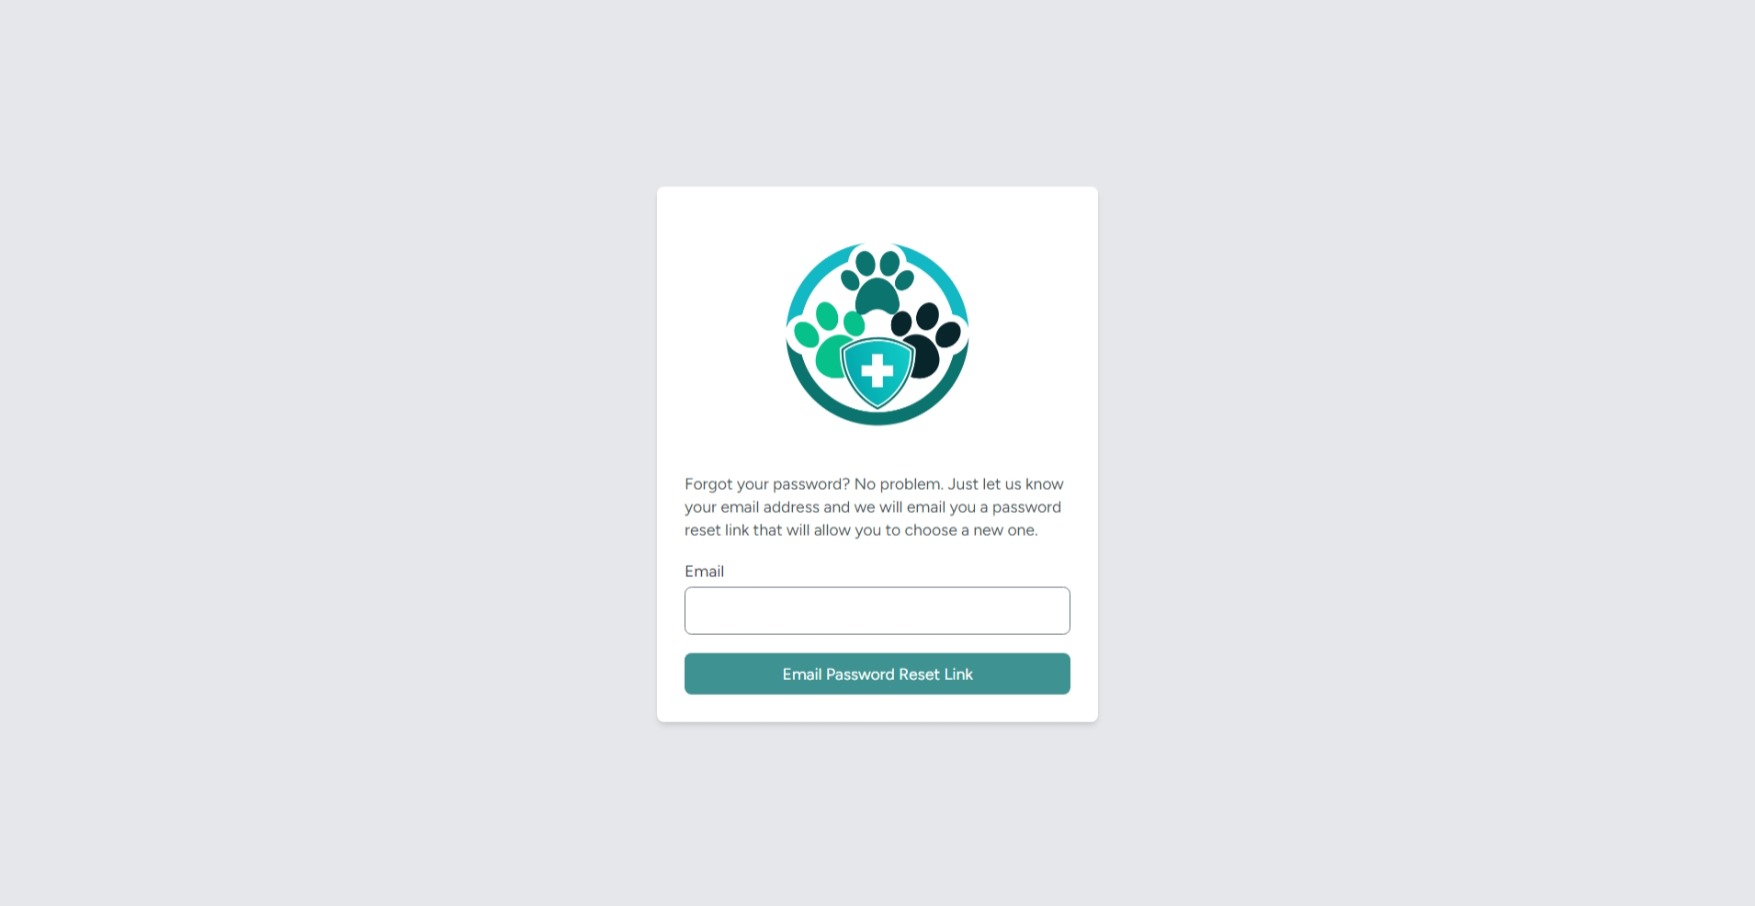 Forgot your password? No problem. Just let us know
your email address and we will email you a password
reset link that will allow you to choose a new one.
Email
Email Password Reset Link